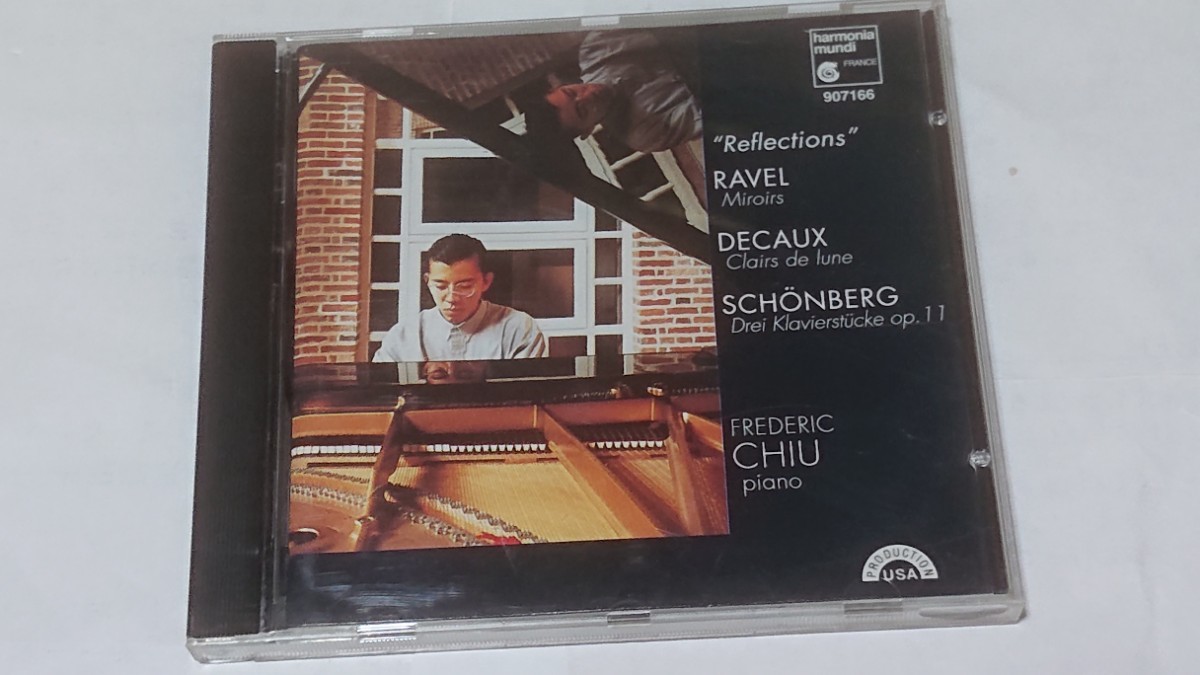 harmonia
mundi
FRANCE
907166
"Reflections"
RAVEL
Miroirs
DECAUX
Clairs de lune
SCHÖNBERG
Drei Klavierstücke op.11
FREDERIC
CHIU
piano
PRODUCTION
USA